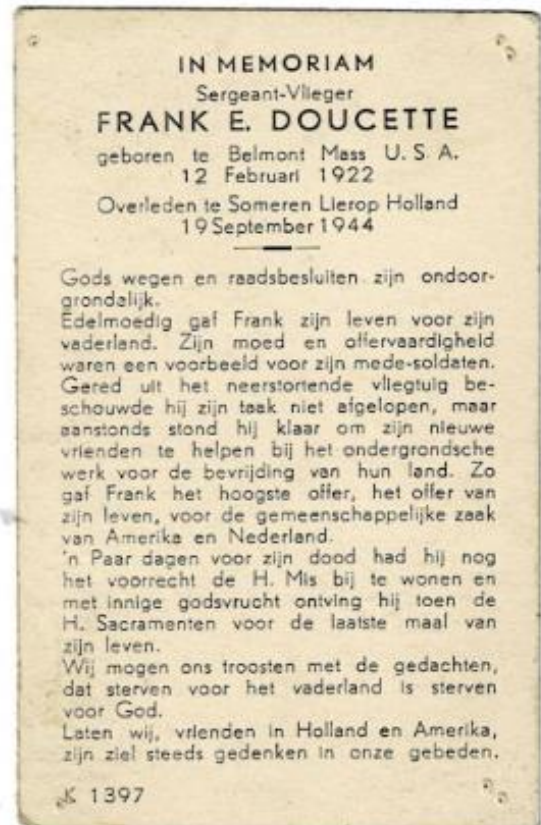 IN MEMORIAM
Sergeant-Vlieger
FRANK E. DOUCETTE
geboren te Belmont Mass U. S. A.
12 Februari 1922
Overleden te Someren Lierop Holland
19 September 1944
Gods wegen en raadsbesluiten zijn ondoor-
grondelijk.
Edelmoedig gaf Frank zijn leven voor zijn
vaderland. Zijn moed en offervaardigheid
waren een voorbeeld voor zijn mede-soldaten.
Gered uit het neerstortende vliegtuig be-
schouwde hij zijn taak niet afgelopen, maar
aanstonds stond hij klaar om zijn nieuwe
vrienden te helpen bij het ondergrondsche
werk voor de bevrijding van hun land. Zo
gaf Frank het hoogste offer, het offer van
zijn leven, voor de gemeenschappelijke zaak
van Amerika en Nederland.
'n Paar dagen voor zijn dood had hij nog
het voorrecht de H. Mis bij te wonen en
met innige godsvrucht ontving hij toen de
H. Sacramenten voor de laatste maal van
zijn leven.
Wij mogen ons troosten met de gedachten,
dat sterven voor het vaderland is sterven
voor God.
Laten wij, vrienden in Holland en Amerika,
zijn ziel steeds gedenken in onze gebeden.
K 1397